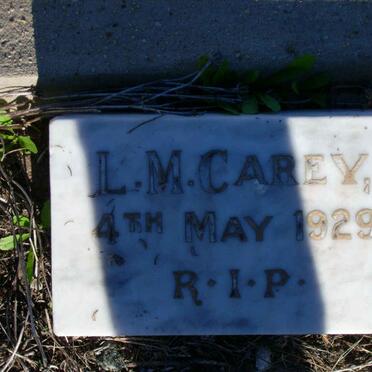 L.M.CAREY,
4TH MAY 1929
R·I·P·